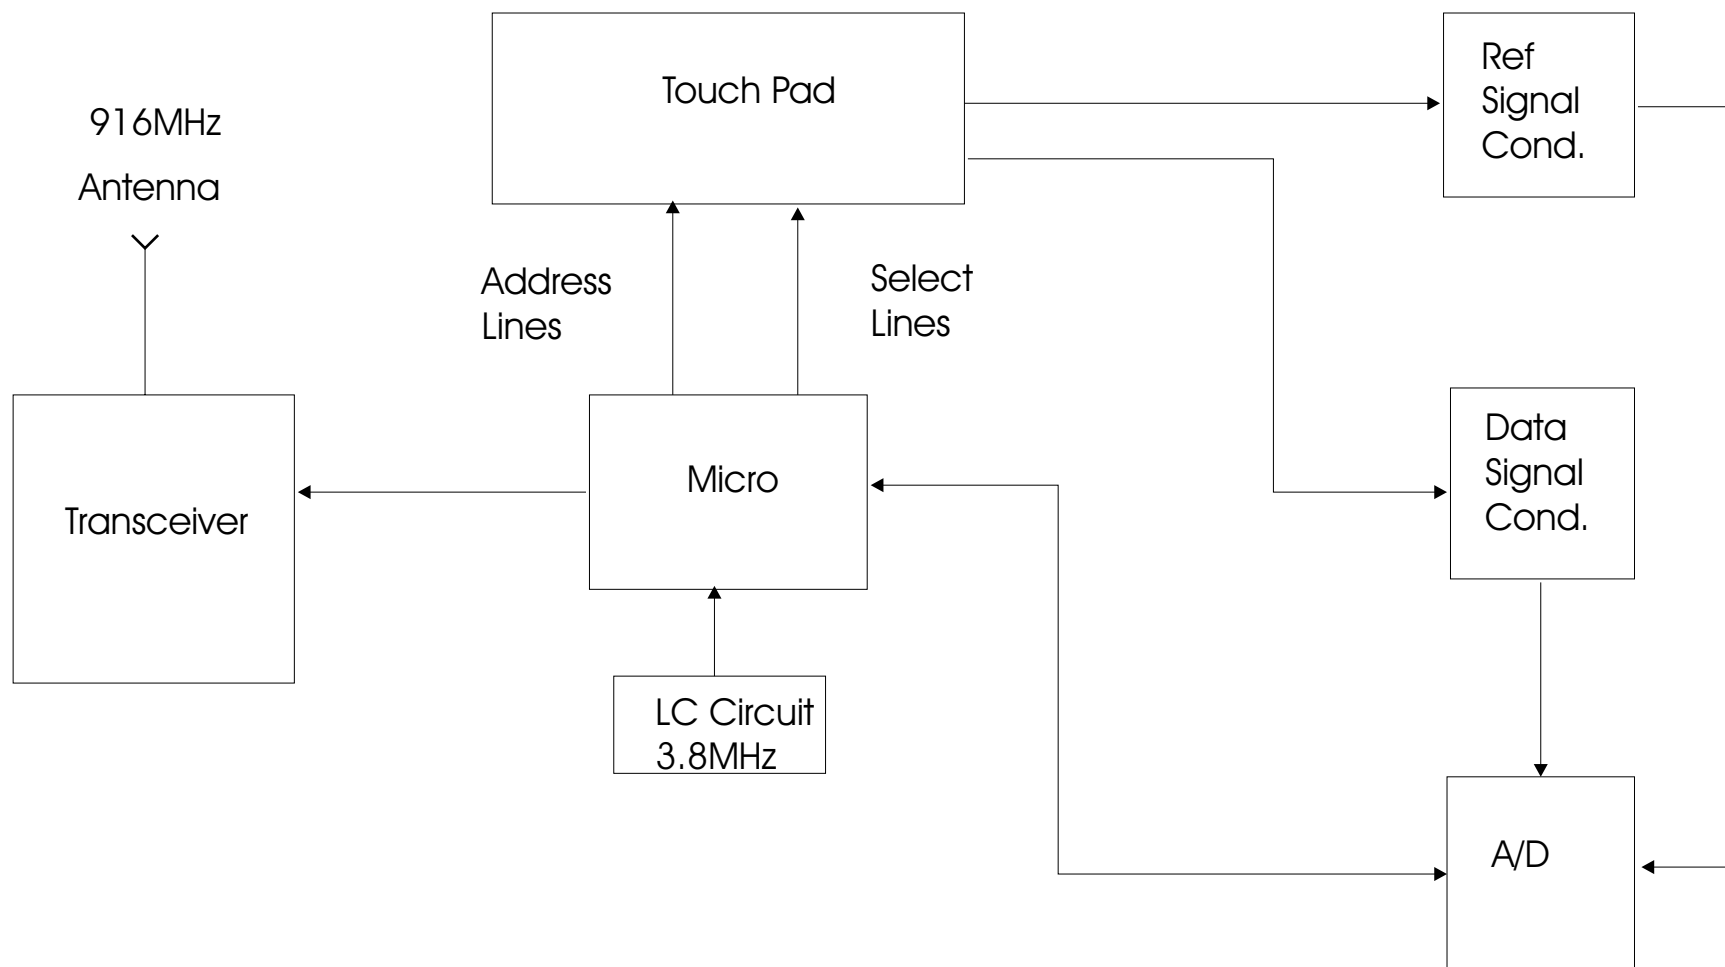 Touch Pad
Ref
Signal
Cond.
916MHz
Antenna
Address
Lines
Select
Lines
Data
Signal
Cond.
Micro
Transceiver
LC Circuit
3.8MHz
A/D